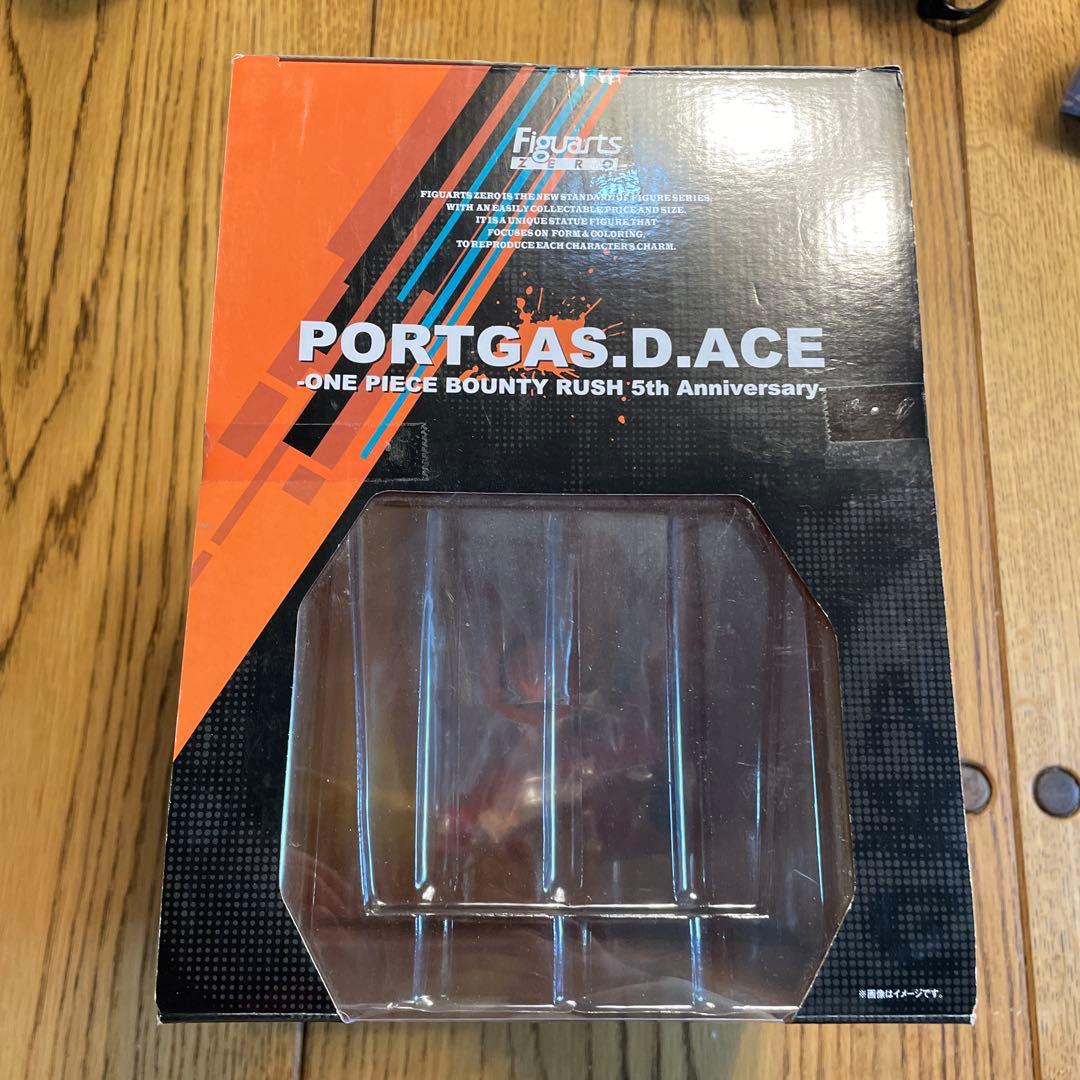 Figuarts
ZERO
FIGUARTS ZERO IS THE NEW STANDARD OF FIGURE SERIES,
WITH AN EASILY COLLECTABLE PRICE AND SIZE.
IT IS A UNIQUE STATUE FIGURE THAT
FOCUSES ON FORM & COLORING,
TO REPRODUCE EACH CHARACTER'S CHARM.
PORTGAS.D.ACE
-ONE PIECE BOUNTY RUSH 5th Anniversary-
※画像はイメージです。